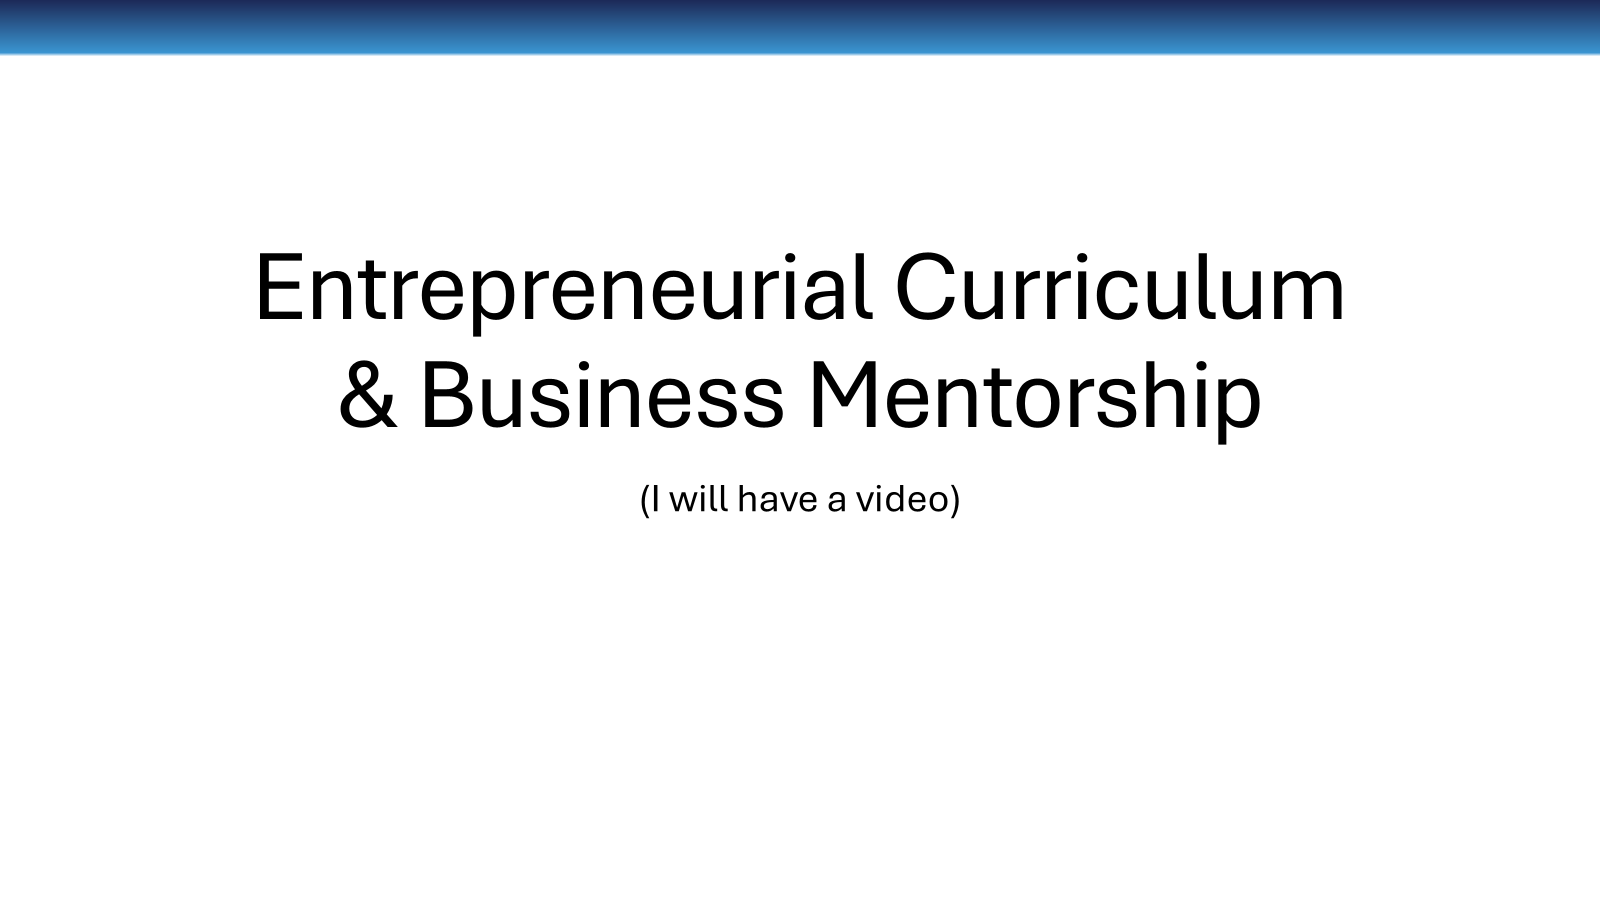 Entrepreneurial Curriculum
& Business Mentorship
(I will have a video)